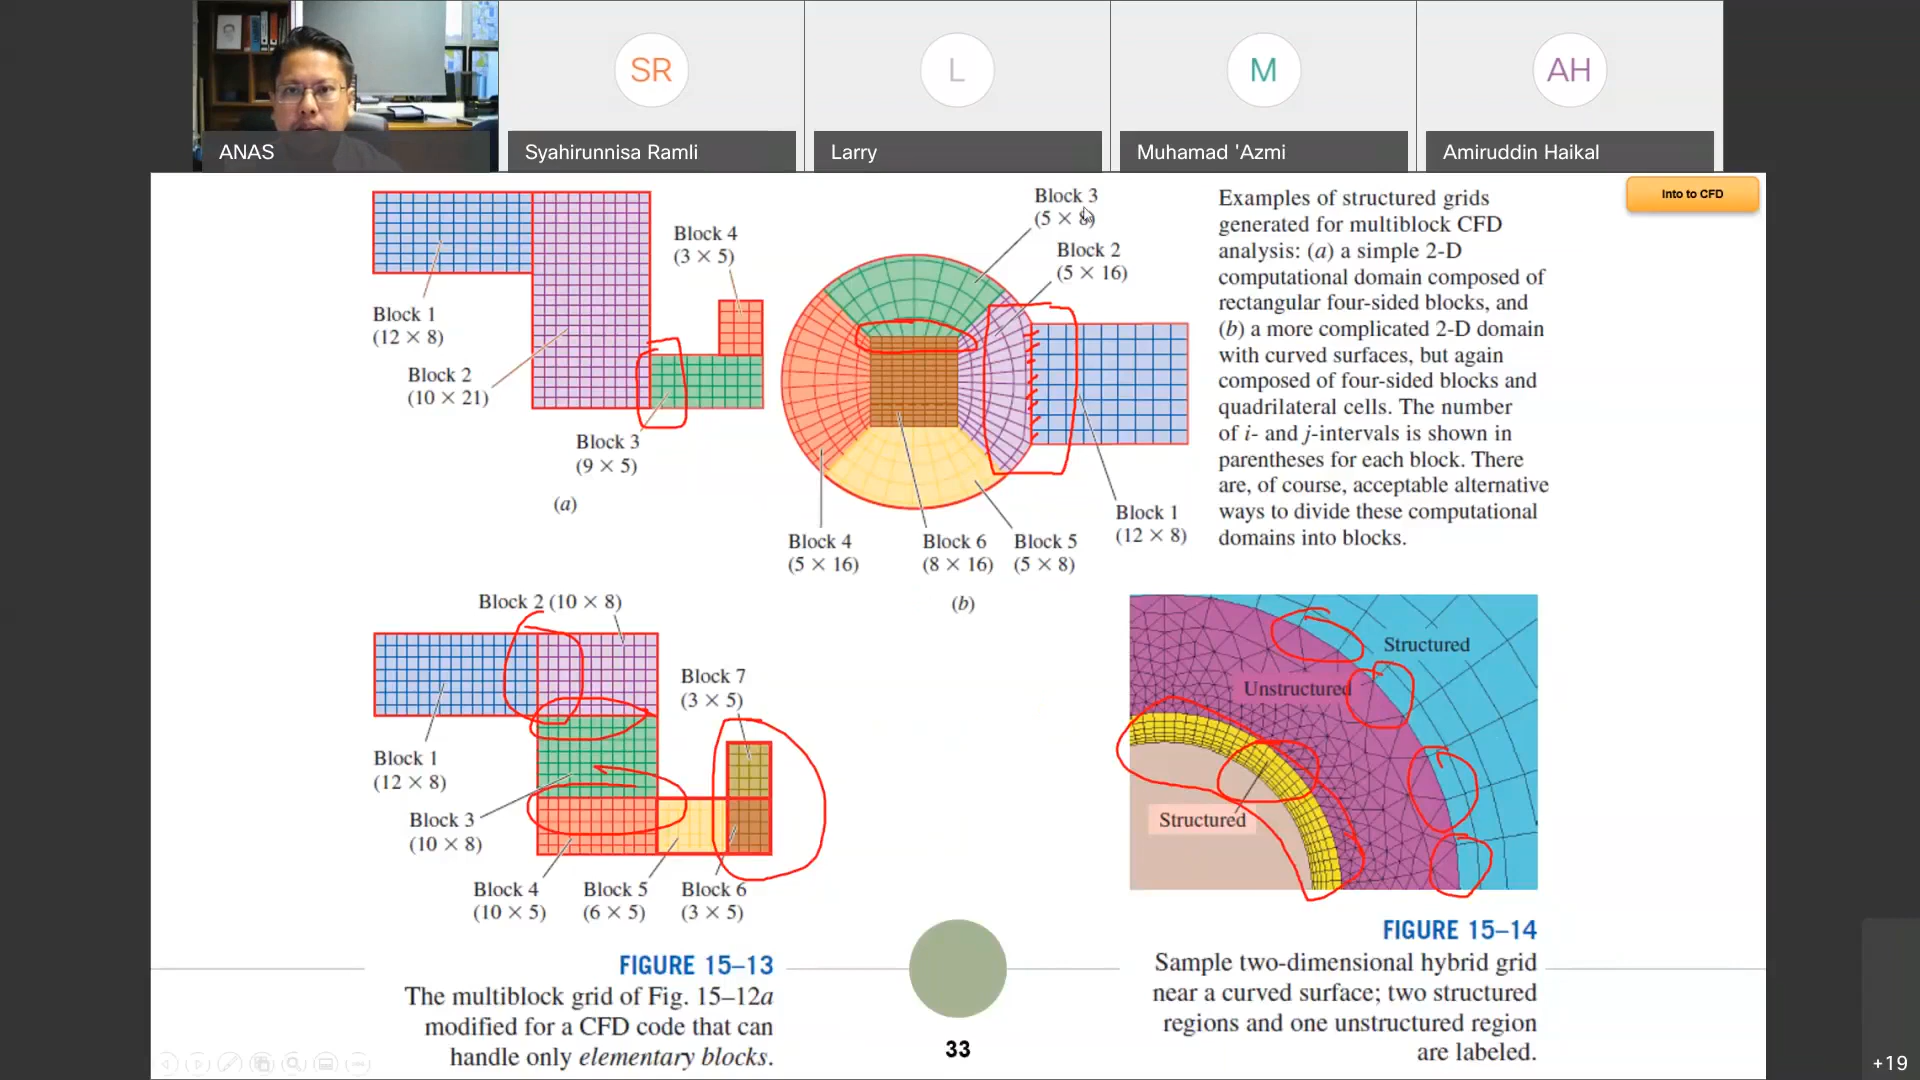 SR
L
M
AH
ANAS
Syahirunnisa Ramli
Larry
Muhamad 'Azmi
Amiruddin Haikal
Into to CFD
Block 1
(12 × 8)
Block 2
(10 × 21)
Block 3
(9 × 5)
Block 4
(3 × 5)
(a)
Block 3
(5 × 8)
Block 2
(5 × 16)
Block 4
(5 × 16)
Block 6
(8 × 16)
Block 5
(5 × 8)
Block 1
(12 × 8)
(b)
Examples of structured grids
generated for multiblock CFD
analysis: (a) a simple 2-D
computational domain composed of
rectangular four-sided blocks, and
(b) a more complicated 2-D domain
with curved surfaces, but again
composed of four-sided blocks and
quadrilateral cells. The number
of i- and j-intervals is shown in
parentheses for each block. There
are, of course, acceptable alternative
ways to divide these computational
domains into blocks.
Block 2 (10 × 8)
Block 7
(3 × 5)
Block 1
(12 × 8)
Block 3
(10 × 8)
Block 4
(10 × 5)
Block 5
(6 × 5)
Block 6
(3 × 5)
FIGURE 15–13
The multiblock grid of Fig. 15–12a
modified for a CFD code that can
handle only elementary blocks.
Structured
Unstructured
Structured
FIGURE 15–14
Sample two-dimensional hybrid grid
near a curved surface; two structured
regions and one unstructured region
are labeled.
33
+19